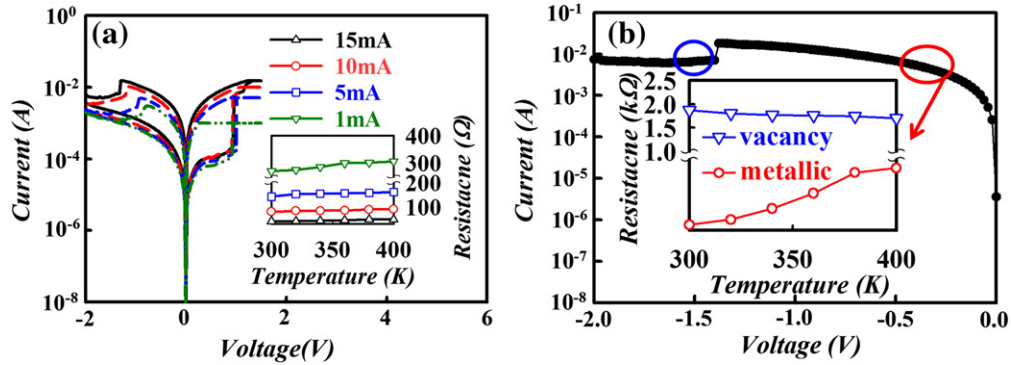 (a)
10^0
10^-2
10^-4
10^-6
10^-8
Current (A)
15mA
10mA
5mA
1mA
400
300
200
100
Resistacne (Ω)
300 350 400
Temperature (K)
-2 0 2 4 6
Voltage(V)
(b)
10^-1
10^-2
10^-3
10^-4
10^-5
10^-6
10^-7
10^-8
Current (A)
2.5
2.0
1.5
1.0
Resistacne (kΩ)
vacancy
metallic
300 350 400
Temperature (K)
-2.0 -1.5 -1.0 -0.5 0.0
Voltage (V)